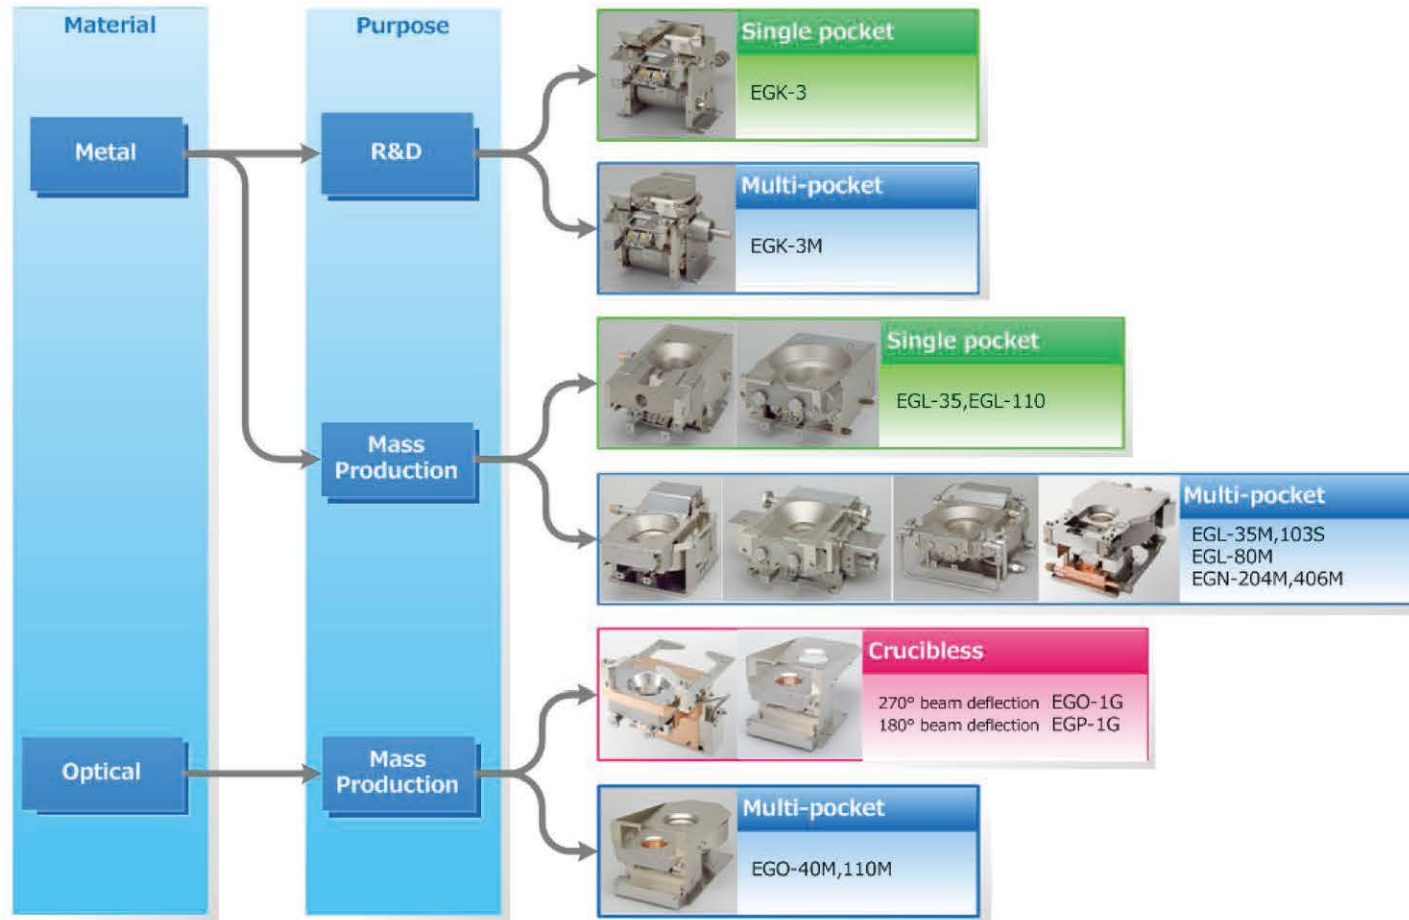 Material
Purpose
Metal
R&D
Single pocket
EGK-3
Multi-pocket
EGK-3M
Mass
Production
Single pocket
EGL-35,EGL-110
Multi-pocket
EGL-35M,103S
EGL-80M
EGN-204M,406M
Optical
Mass
Production
Crucibless
270° beam deflection EGO-1G
180° beam deflection EGP-1G
Multi-pocket
EGO-40M,110M